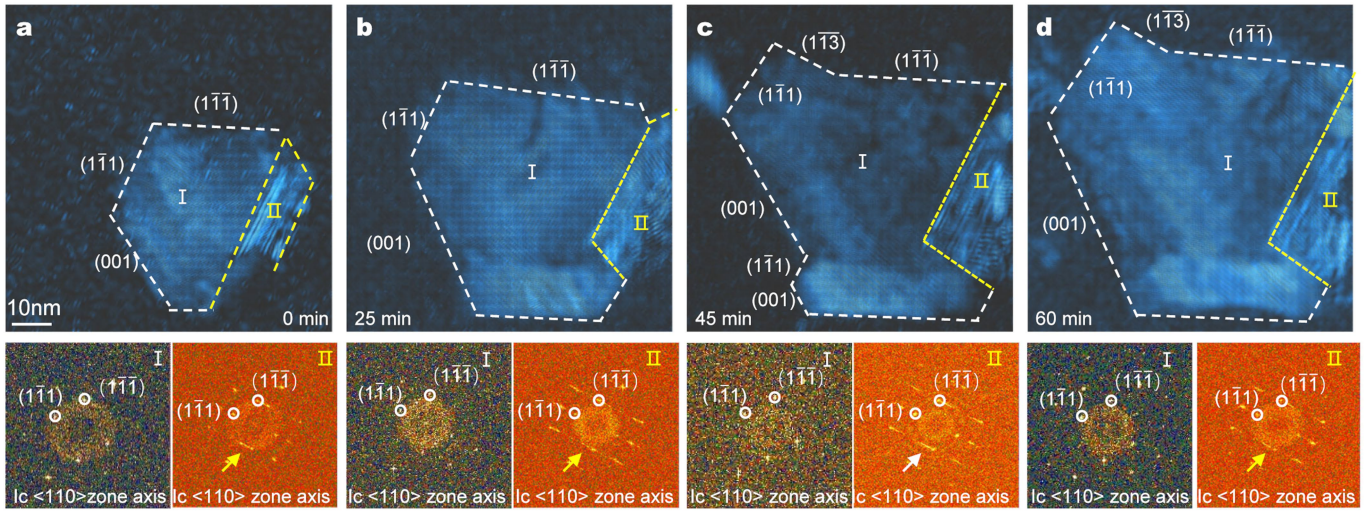 a
(11̅1̅)
(11̅1)
I
II
(001)
10nm
0 min
b
(11̅1̅)
(11̅1)
I
II
(001)
25 min
c
(11̅3̅)
(11̅1̅)
(11̅1)
I
II
(001)
(11̅1)
(001)
45 min
d
(11̅3̅)
(11̅1̅)
(11̅1)
I
II
(001)
60 min
I
(11̅1) (11̅1̅)
Ic <110> zone axis
II
(11̅1̅)
(11̅1)
Ic <110> zone axis
I
(11̅1̅)
(11̅1)
Ic <110> zone axis
II
(11̅1̅)
(11̅1)
Ic <110> zone axis
I
(11̅1̅)
(11̅1)
Ic <110> zone axis
II
(11̅1̅)
(11̅1)
Ic <110> zone axis
I
(11̅1) (11̅1̅)
Ic <110> zone axis
II
(11̅1̅)
(11̅1)
Ic <110> zone axis